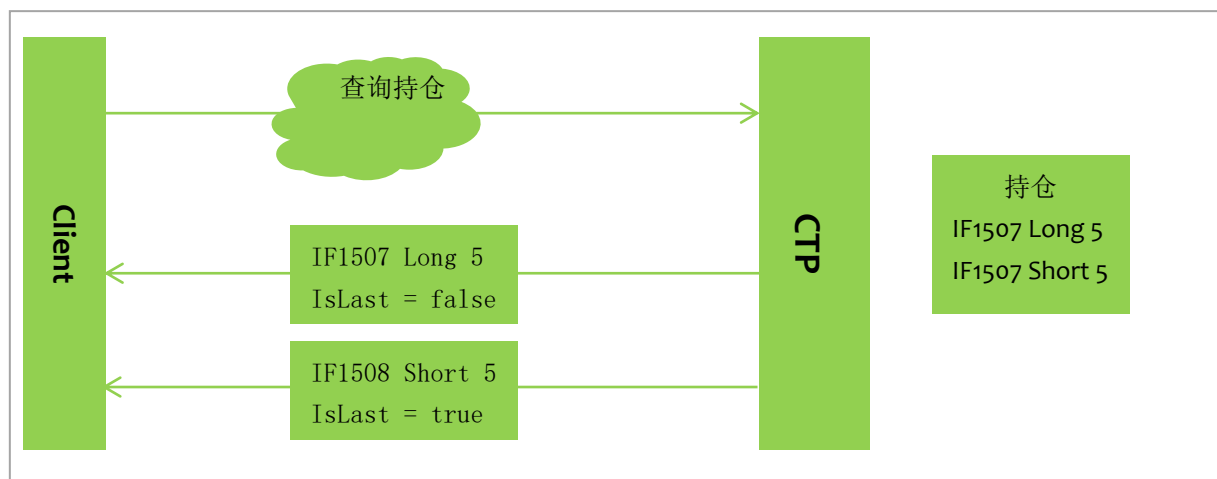 查询持仓
Client
CTP
IF1507 Long 5
IsLast = false
IF1508 Short 5
IsLast = true
持仓
IF1507 Long 5
IF1507 Short 5